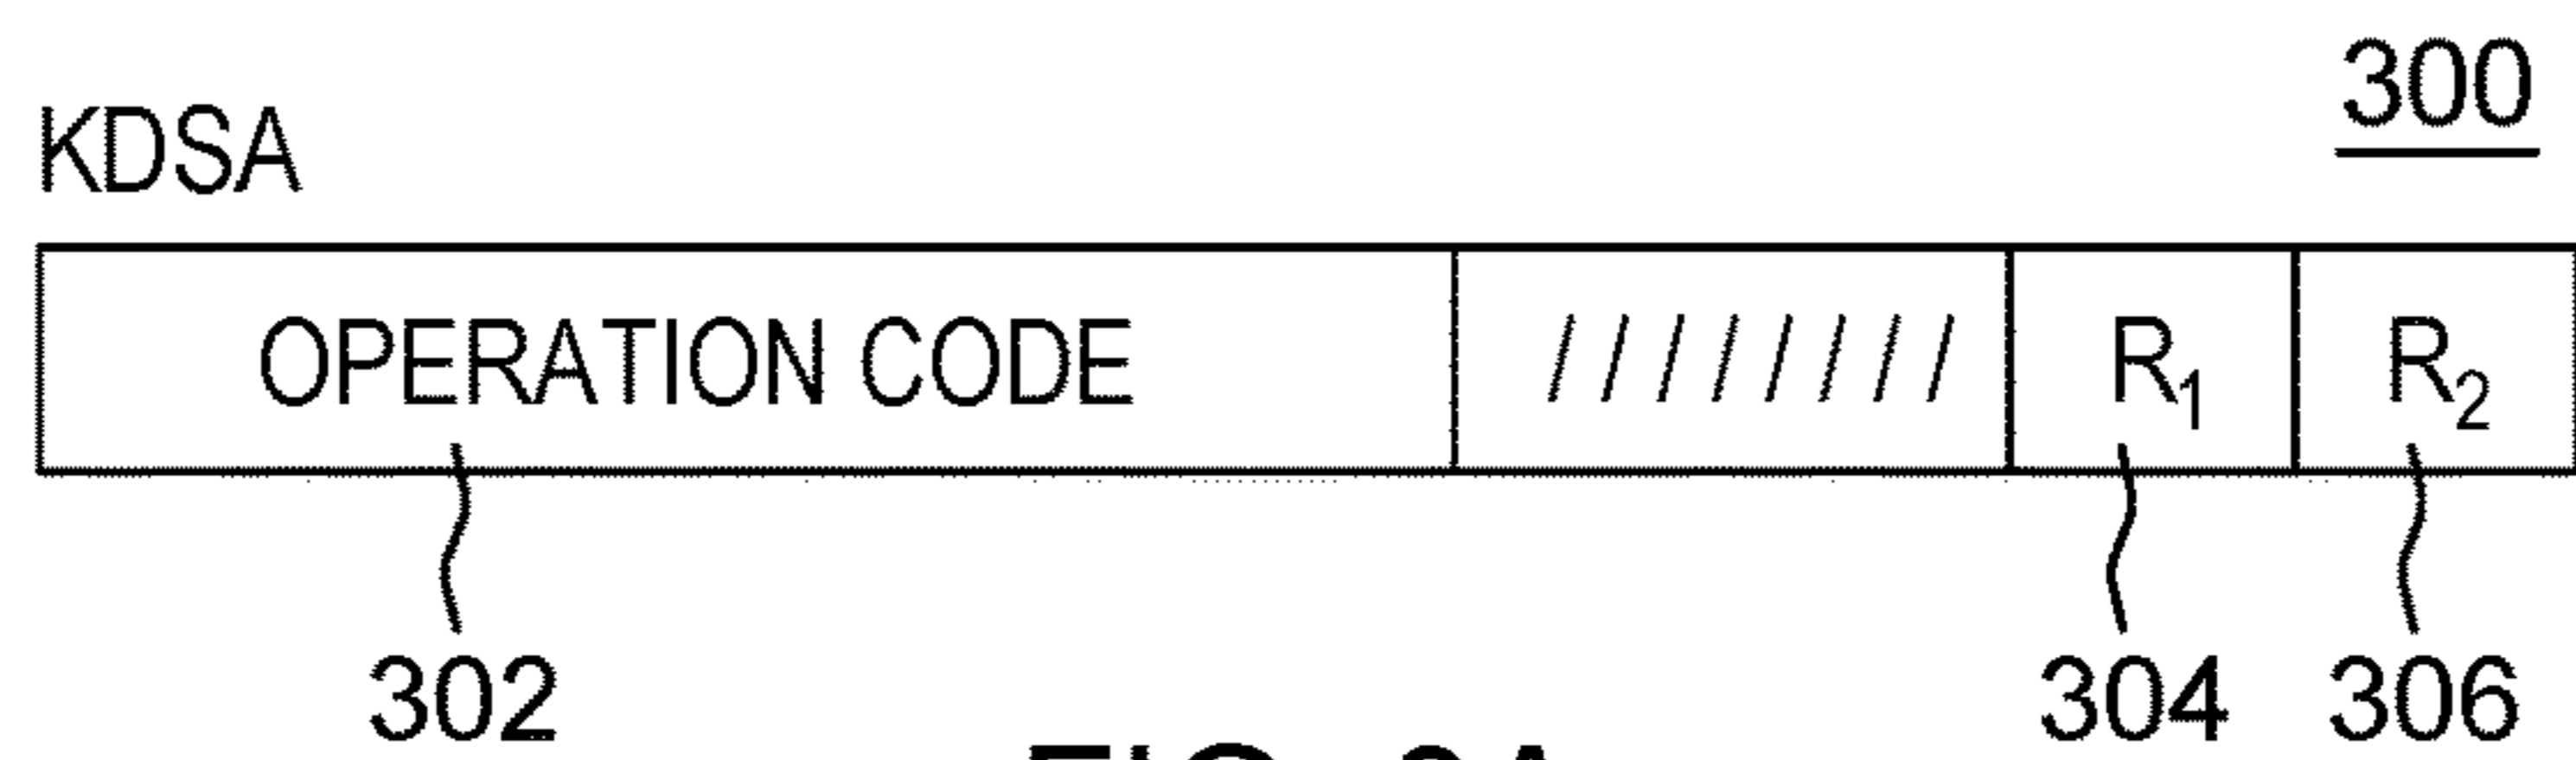 300
KDSA
OPERATION CODE / / / / / / / / R1 R2
302 304 306